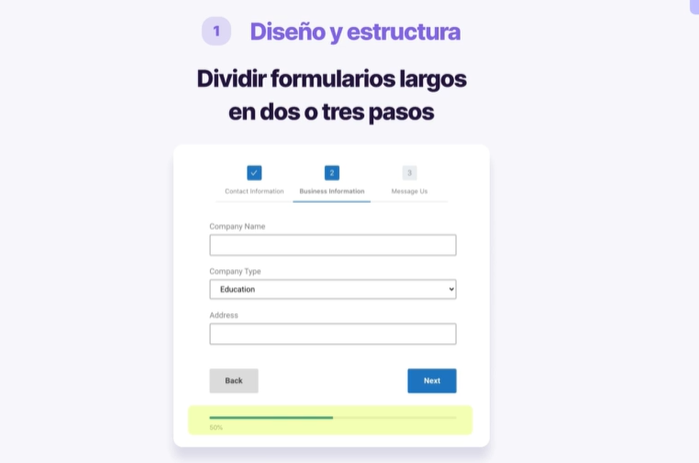 1 Diseño y estructura
Dividir formularios largos
en dos o tres pasos
2 3
Contact Information Business Information Message Us
Company Name
Company Type
Education
Address
Back Next
50%